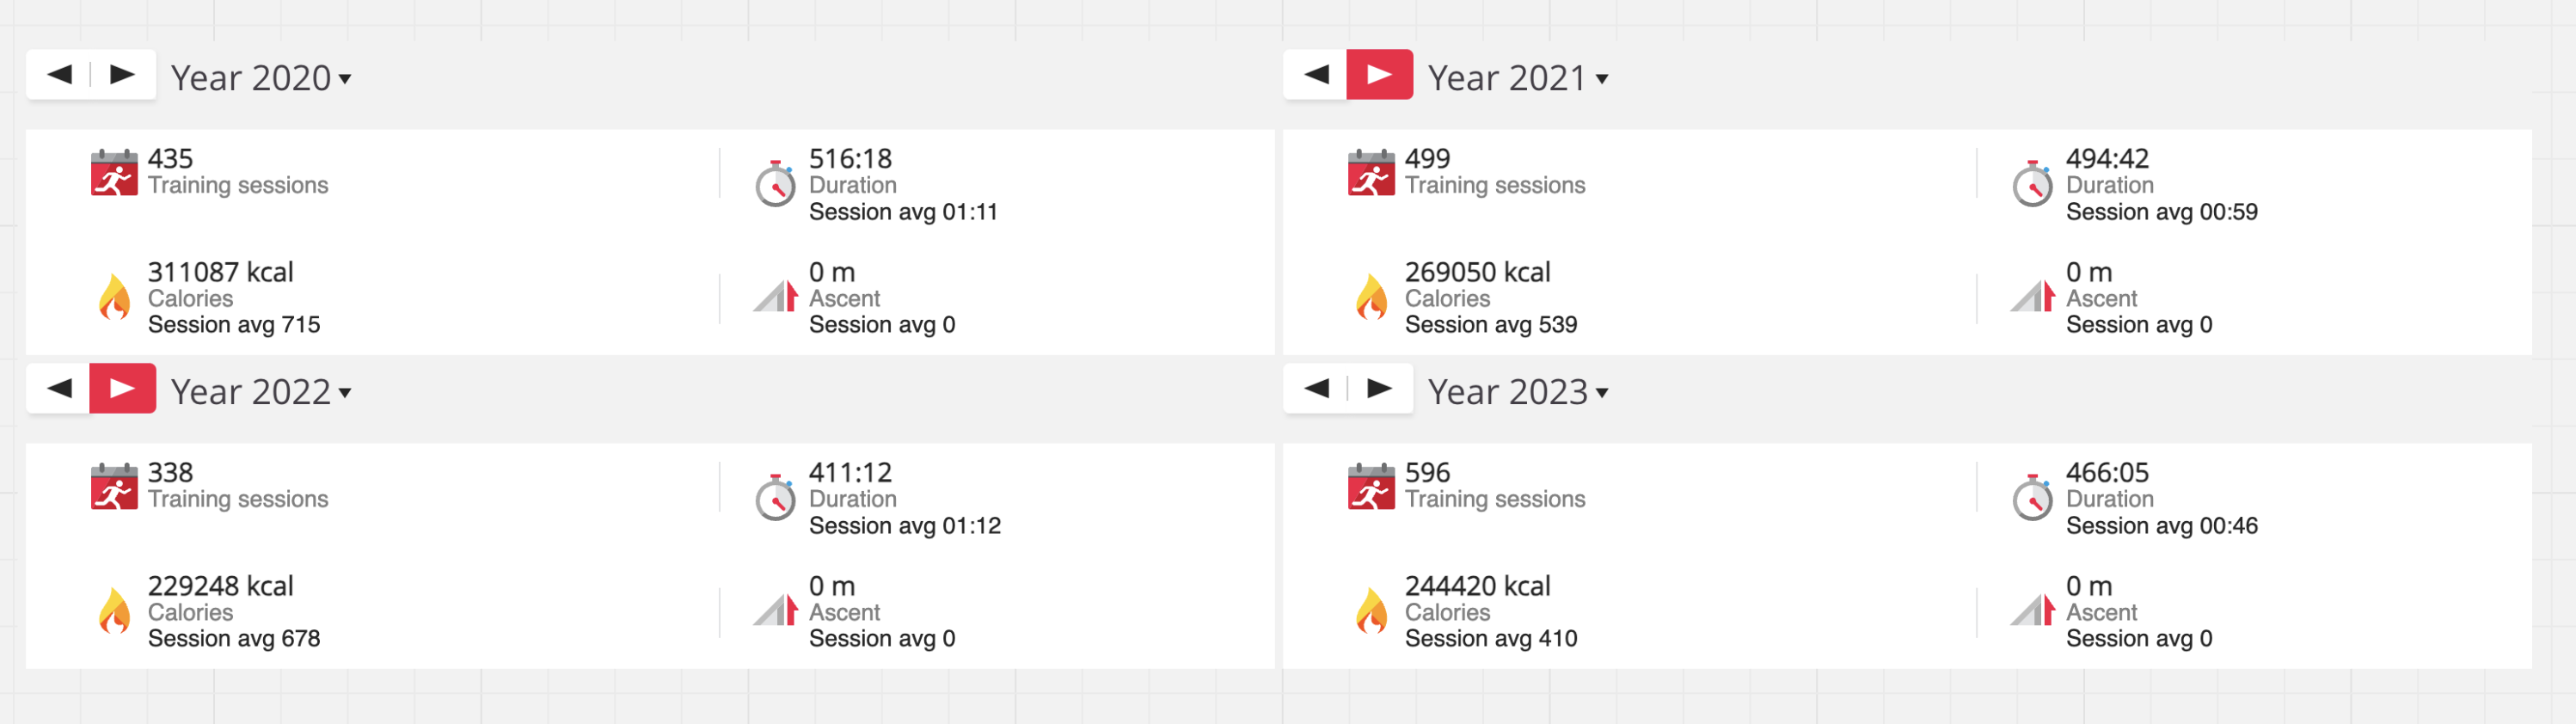 Year 2020
435
Training sessions
516:18
Duration
Session avg 01:11
311087 kcal
Calories
Session avg 715
0 m
Ascent
Session avg 0
Year 2021
499
Training sessions
494:42
Duration
Session avg 00:59
269050 kcal
Calories
Session avg 539
0 m
Ascent
Session avg 0
Year 2022
338
Training sessions
411:12
Duration
Session avg 01:12
229248 kcal
Calories
Session avg 678
0 m
Ascent
Session avg 0
Year 2023
596
Training sessions
466:05
Duration
Session avg 00:46
244420 kcal
Calories
Session avg 410
0 m
Ascent
Session avg 0